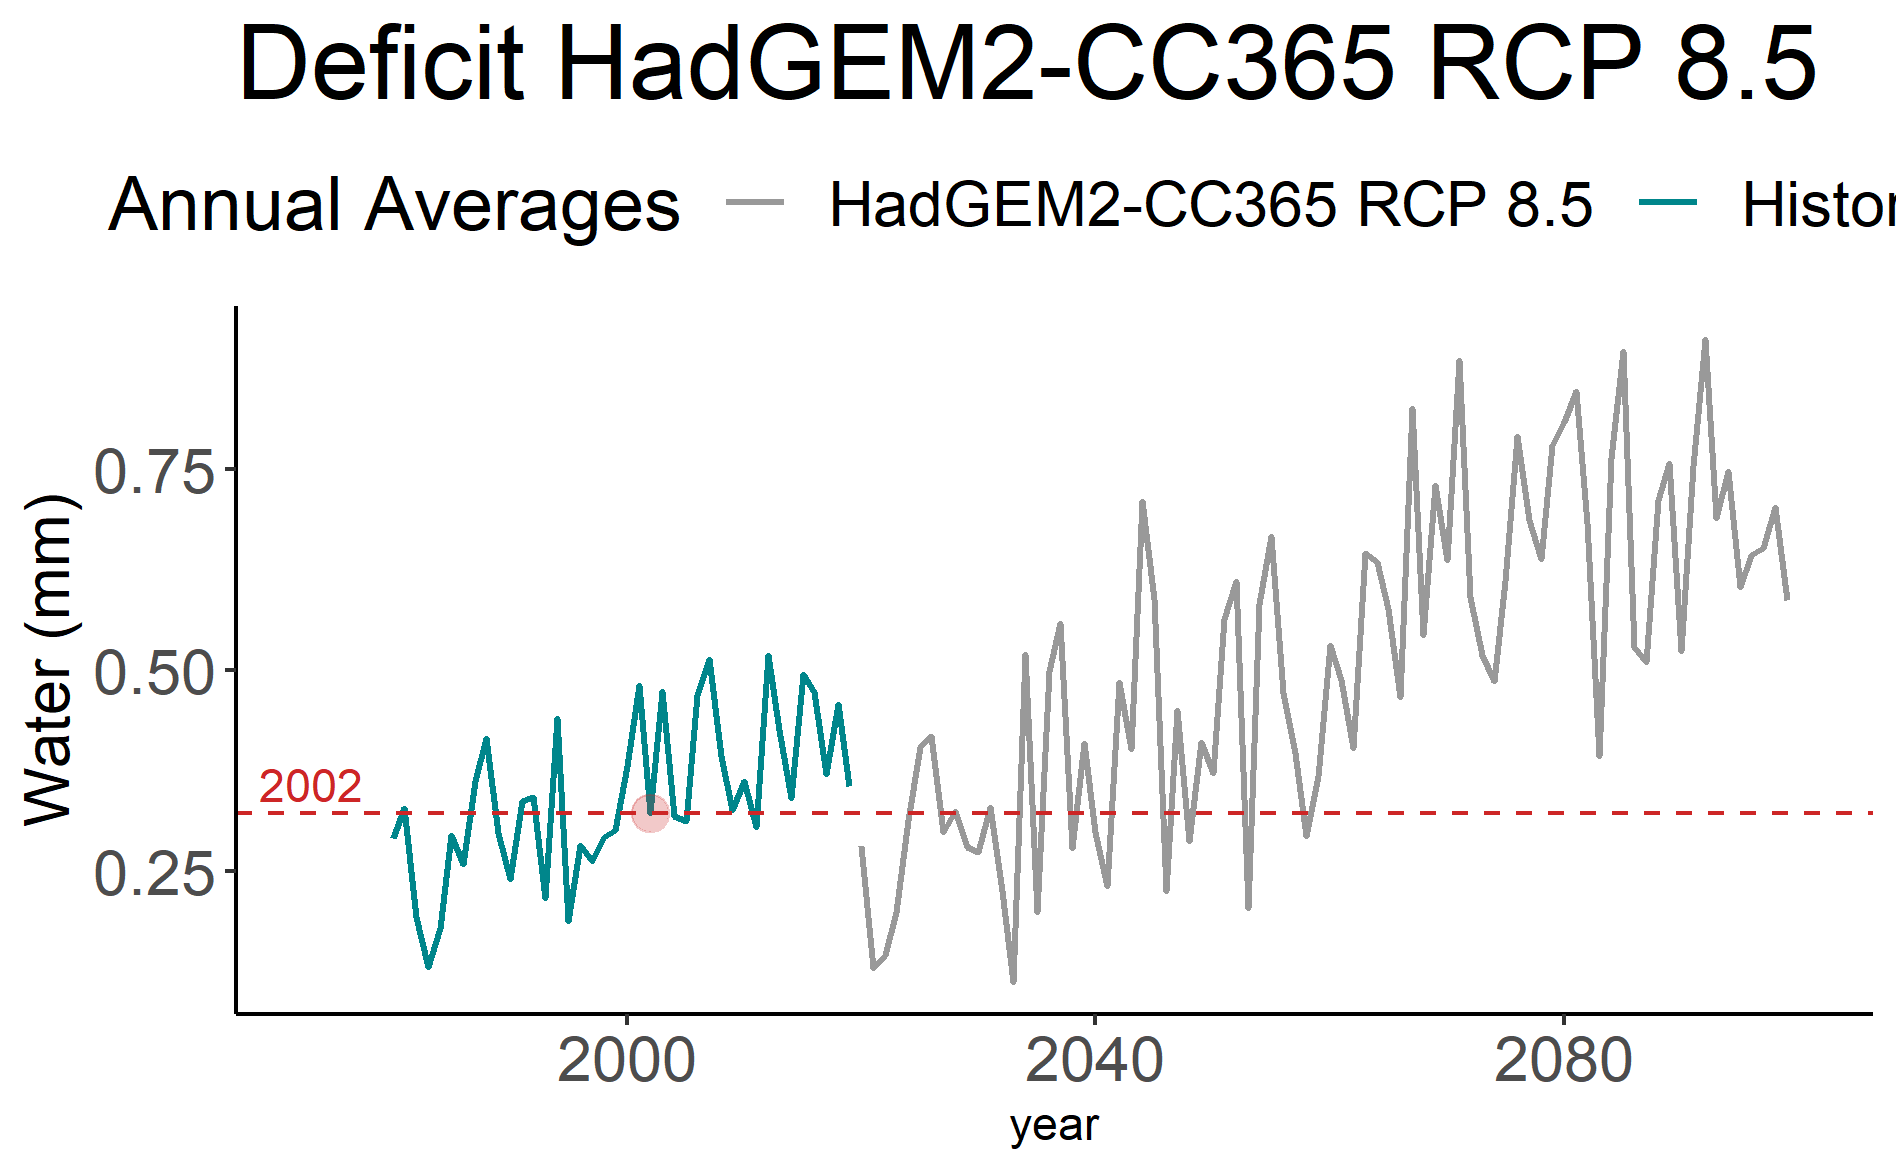 Deficit HadGEM2-CC365 RCP 8.5
Annual Averages HadGEM2-CC365 RCP 8.5 Histor
Water (mm)
0.75
0.50
0.25
2002
2000 2040 2080
year